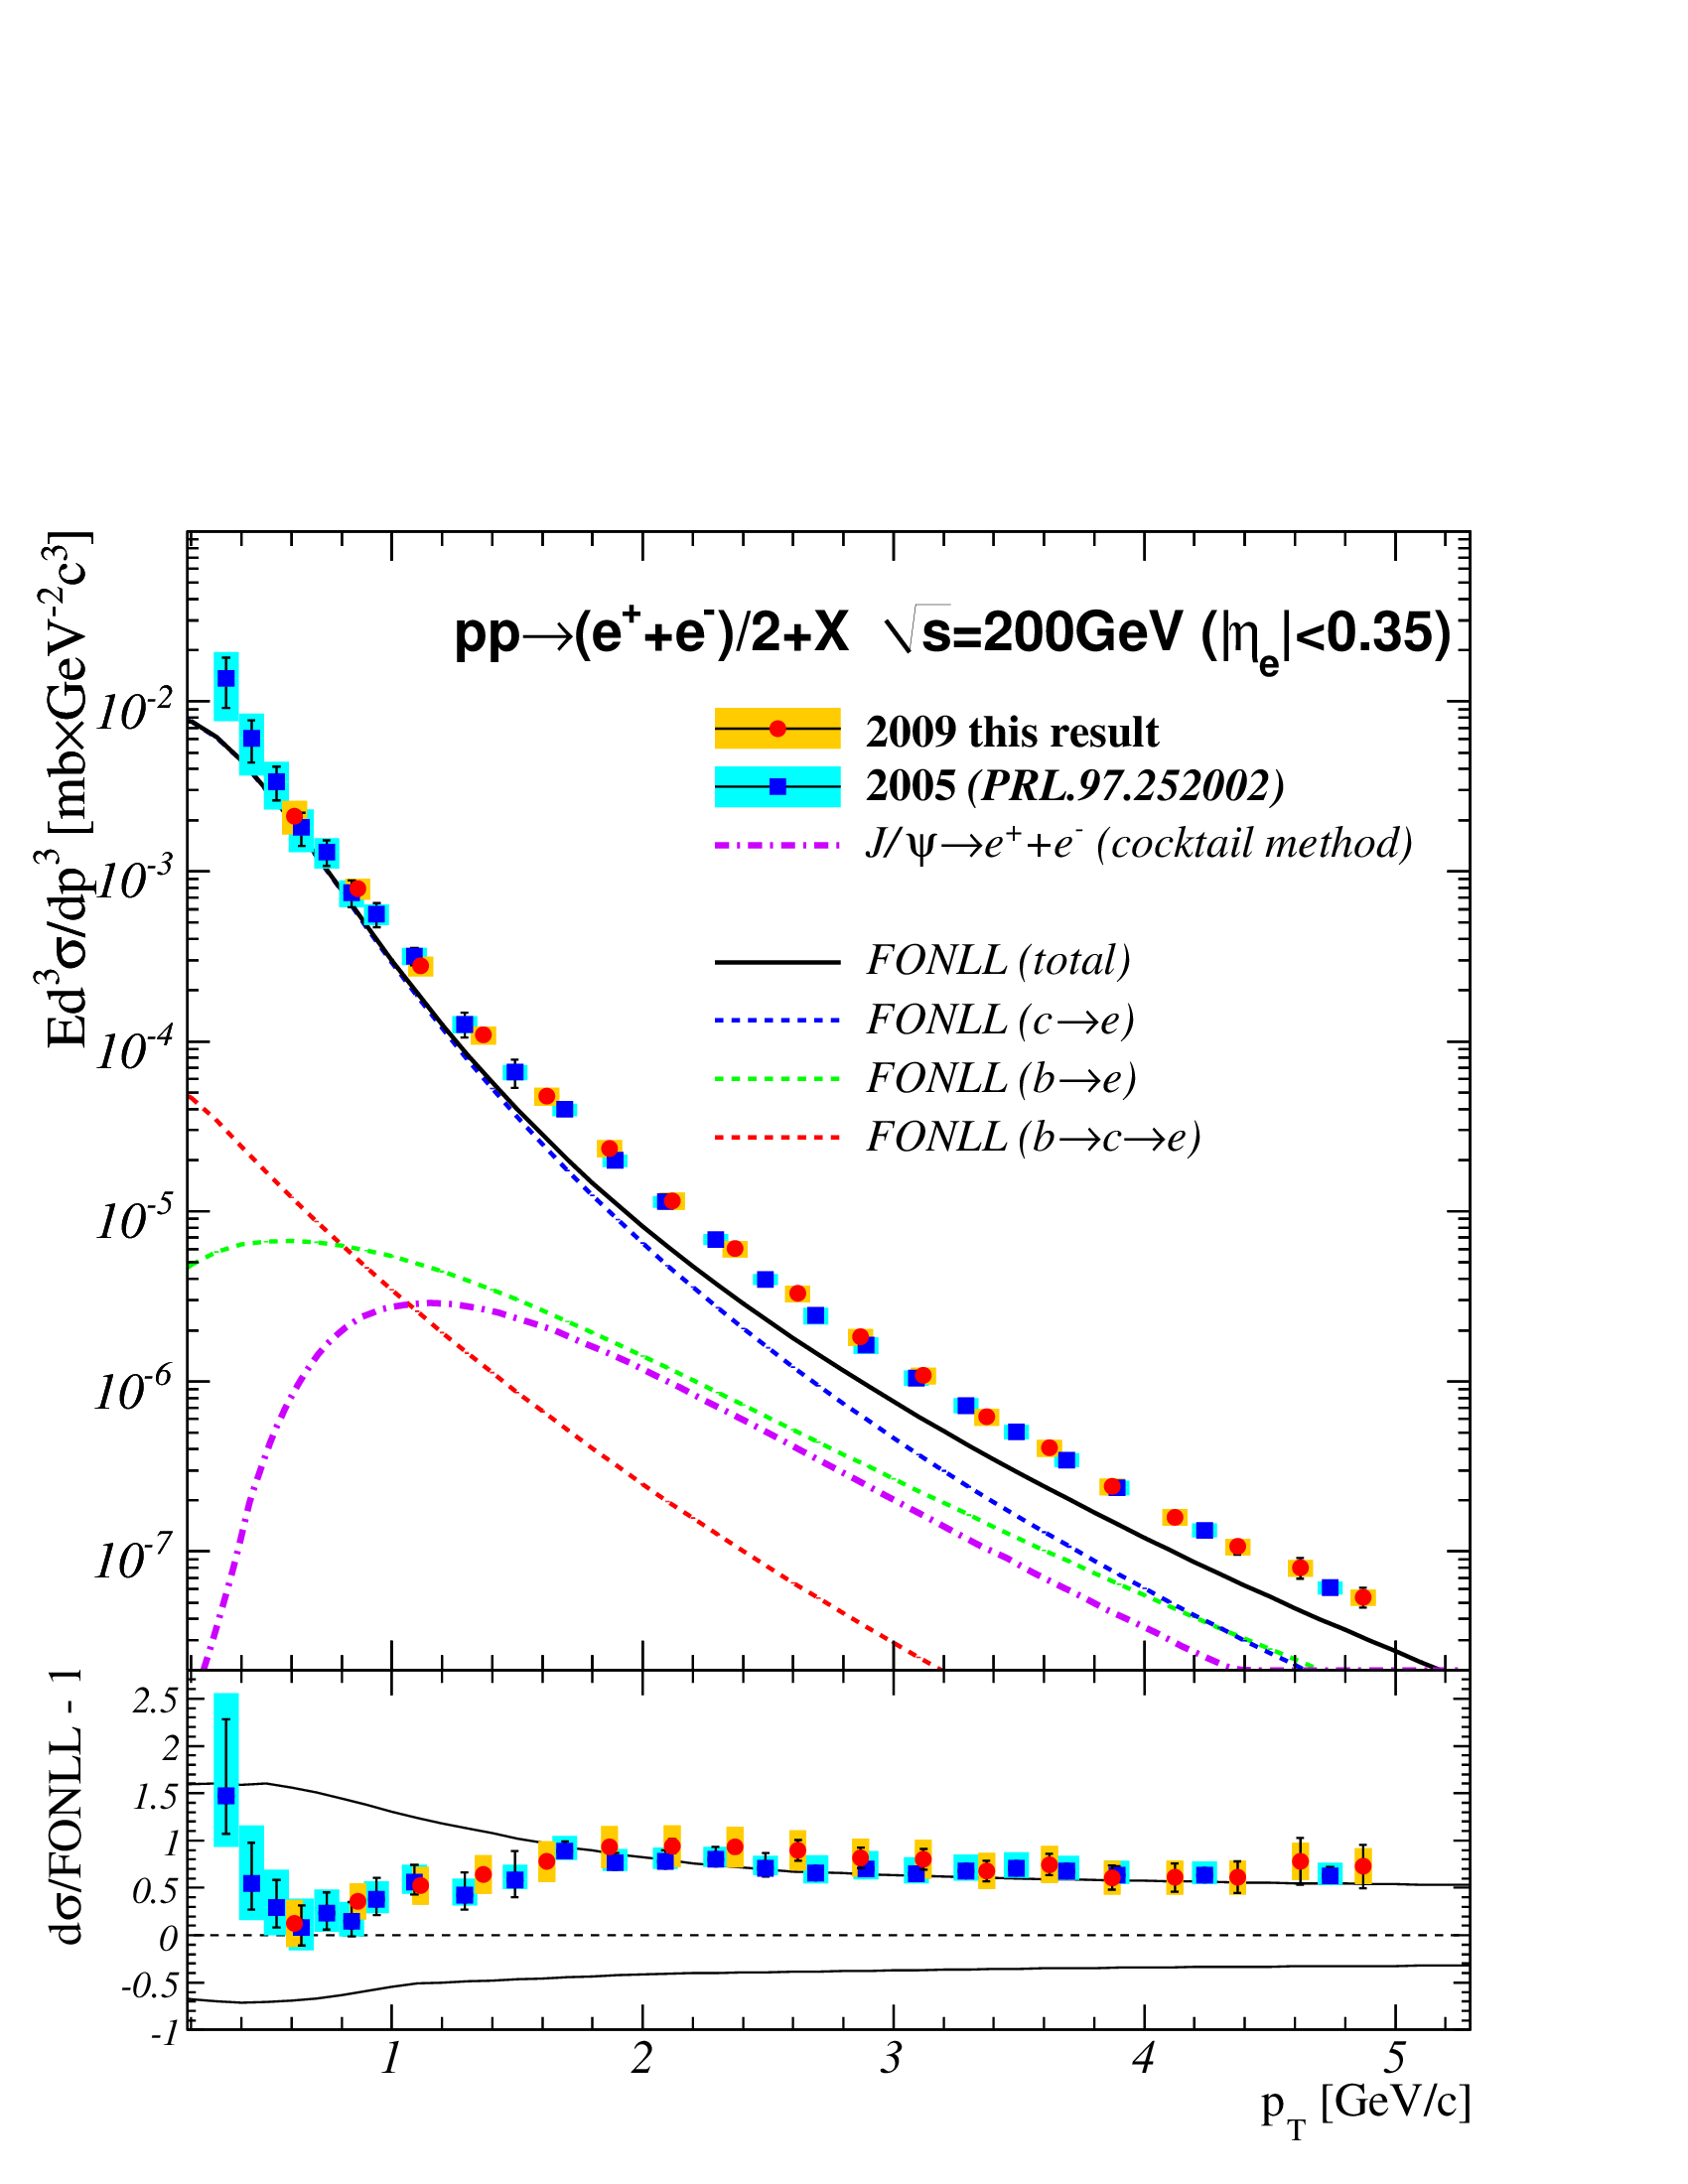 pp→(e⁺+e⁻)/2+X √s=200GeV (|η_e|<0.35)
Ed³σ/dp³ [mb×GeV⁻²c³]
2009 this result
2005 (PRL.97.252002)
J/ψ→e⁺+e⁻ (cocktail method)
FONLL (total)
FONLL (c→e)
FONLL (b→e)
FONLL (b→c→e)
10⁻²
10⁻³
10⁻⁴
10⁻⁵
10⁻⁶
10⁻⁷
dσ/FONLL - 1
2.5
2
1.5
1
0.5
0
-0.5
-1
1 2 3 4 5
p_T [GeV/c]